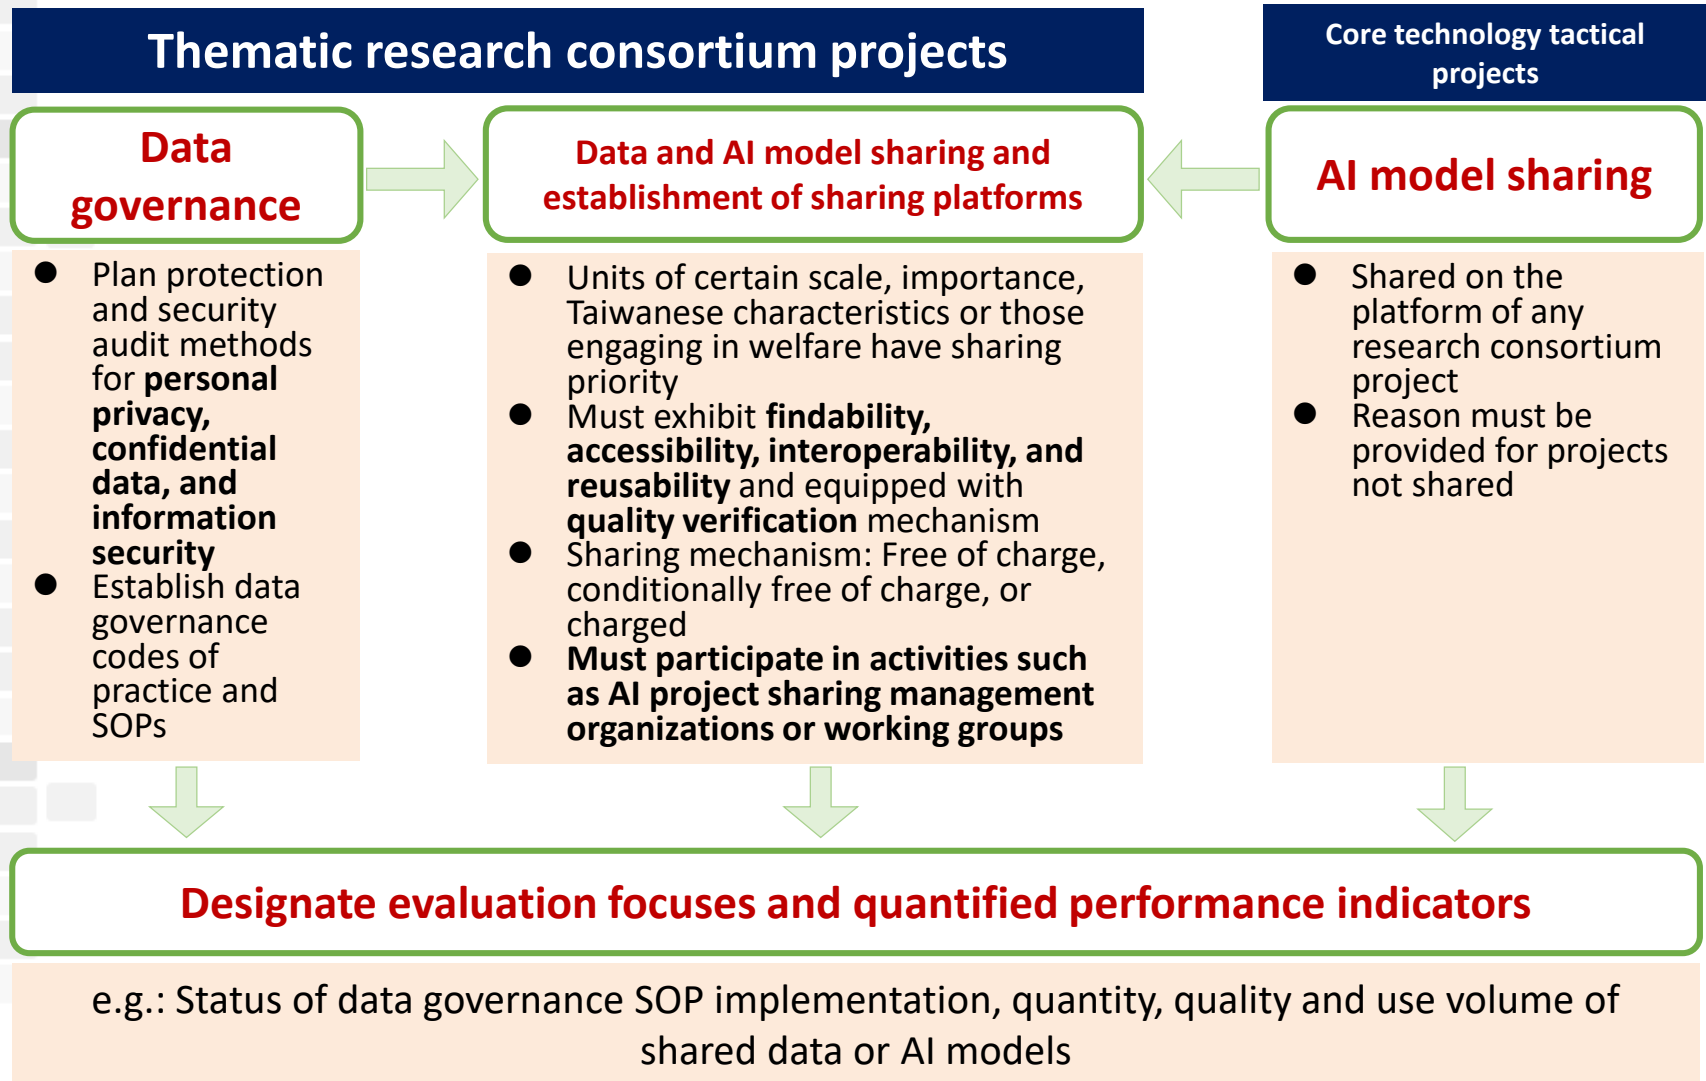 Thematic research consortium projects
Core technology tactical
projects
Data
governance
Data and AI model sharing and
establishment of sharing platforms
AI model sharing
● Plan protection
and security
audit methods
for personal
privacy,
confidential
data, and
information
security
● Establish data
governance
codes of
practice and
SOPs
● Units of certain scale, importance,
Taiwanese characteristics or those
engaging in welfare have sharing
priority
● Must exhibit findability,
accessibility, interoperability, and
reusability and equipped with
quality verification mechanism
● Sharing mechanism: Free of charge,
conditionally free of charge, or
charged
● Must participate in activities such
as AI project sharing management
organizations or working groups
● Shared on the
platform of any
research consortium
project
● Reason must be
provided for projects
not shared
Designate evaluation focuses and quantified performance indicators
e.g.: Status of data governance SOP implementation, quantity, quality and use volume of
shared data or AI models